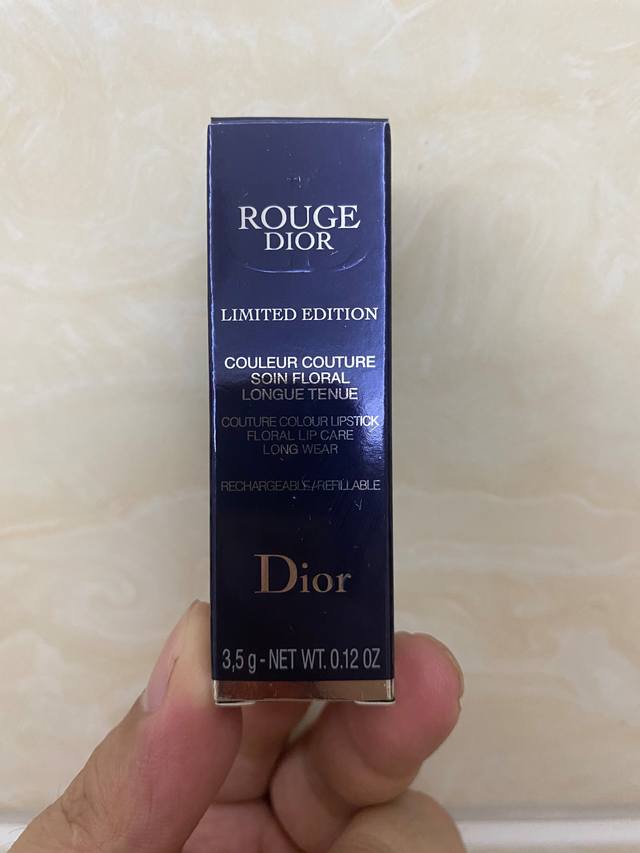 ROUGE
DIOR
LIMITED EDITION
COULEUR COUTURE
SOIN FLORAL
LONGUE TENUE
COUTURE COLOUR LIPSTICK
FLORAL LIP CARE
LONG WEAR
RECHARGEABLE/REFILLABLE
Dior
3,5 g - NET WT. 0.12 OZ